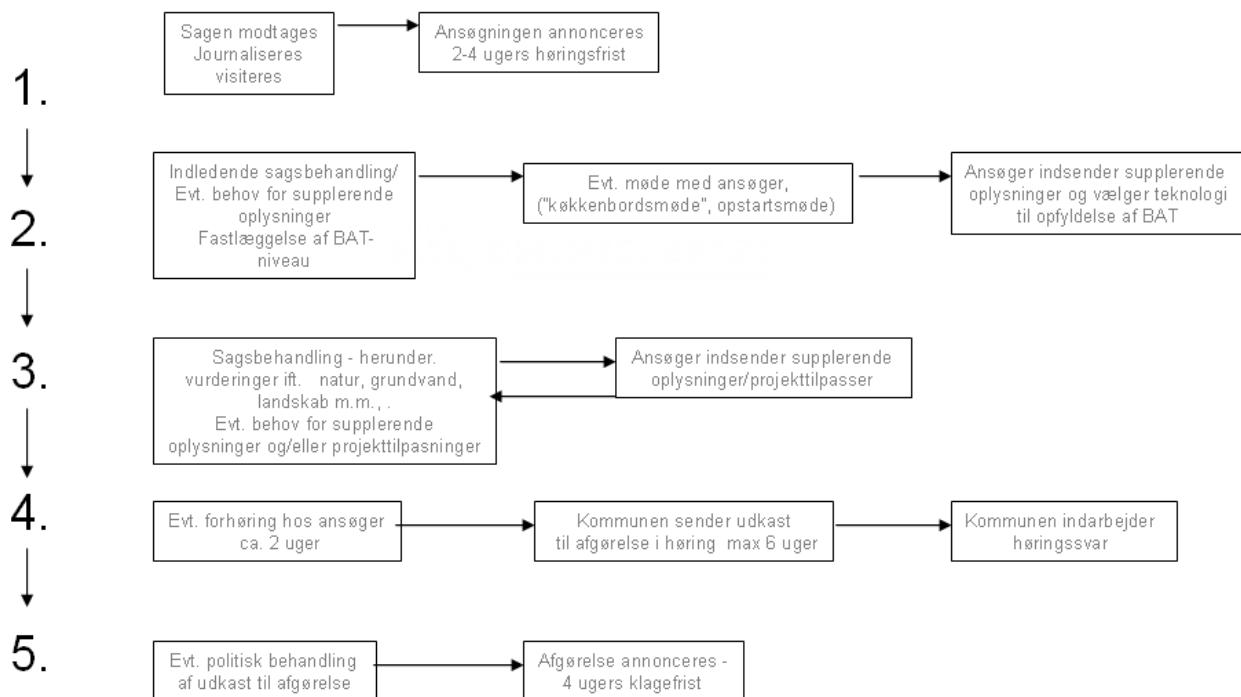 1.
Sagen modtages
Journaliseres
visiteres
Ansøgningen annonceres
2-4 ugers høringsfrist
2.
Indledende sagsbehandling/
Evt. behov for supplerende
oplysninger
Fastlæggelse af BAT-
niveau
Evt. møde med ansøger,
("køkkenbordsmøde", opstartsmøde)
Ansøger indsender supplerende
oplysninger og vælger teknologi
til opfyldelse af BAT
3.
Sagsbehandling - herunder.
vurderinger ift. natur, grundvand,
landskab m.m., .
Evt. behov for supplerende
oplysninger og/eller projekttilpasninger
Ansøger indsender supplerende
oplysninger/projekttilpasser
4.
Evt. forhøring hos ansøger
ca. 2 uger
Kommunen sender udkast
til afgørelse i høring max 6 uger
Kommunen indarbejder
høringssvar
5.
Evt. politisk behandling
af udkast til afgørelse
Afgørelse annonceres -
4 ugers klagefrist